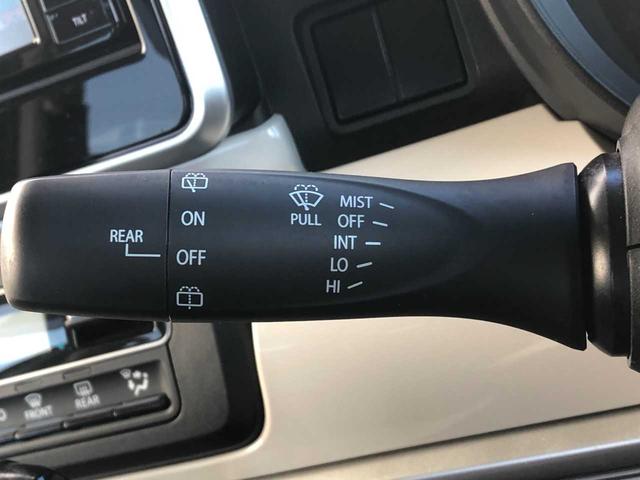 TILT
MIST
OFF
INT
LO
HI
PULL
ON
OFF
REAR
FRONT
REAR